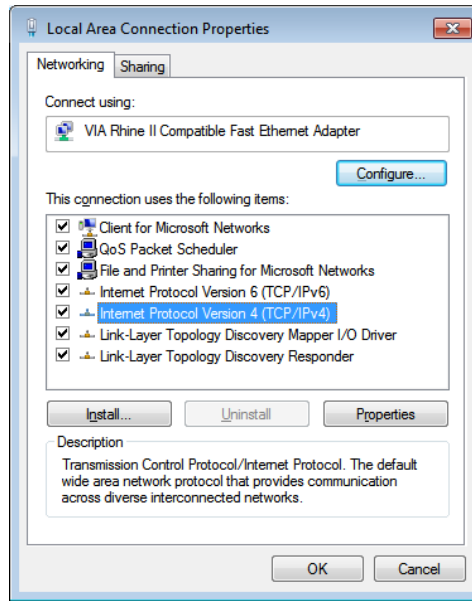 Local Area Connection Properties
Networking
Sharing
Connect using:
VIA Rhine II Compatible Fast Ethernet Adapter
Configure...
This connection uses the following items:
Client for Microsoft Networks
QoS Packet Scheduler
File and Printer Sharing for Microsoft Networks
Internet Protocol Version 6 (TCP/IPv6)
Internet Protocol Version 4 (TCP/IPv4)
Link-Layer Topology Discovery Mapper I/O Driver
Link-Layer Topology Discovery Responder
Install...
Uninstall
Properties
Description
Transmission Control Protocol/Internet Protocol. The default
wide area network protocol that provides communication
across diverse interconnected networks.
OK
Cancel